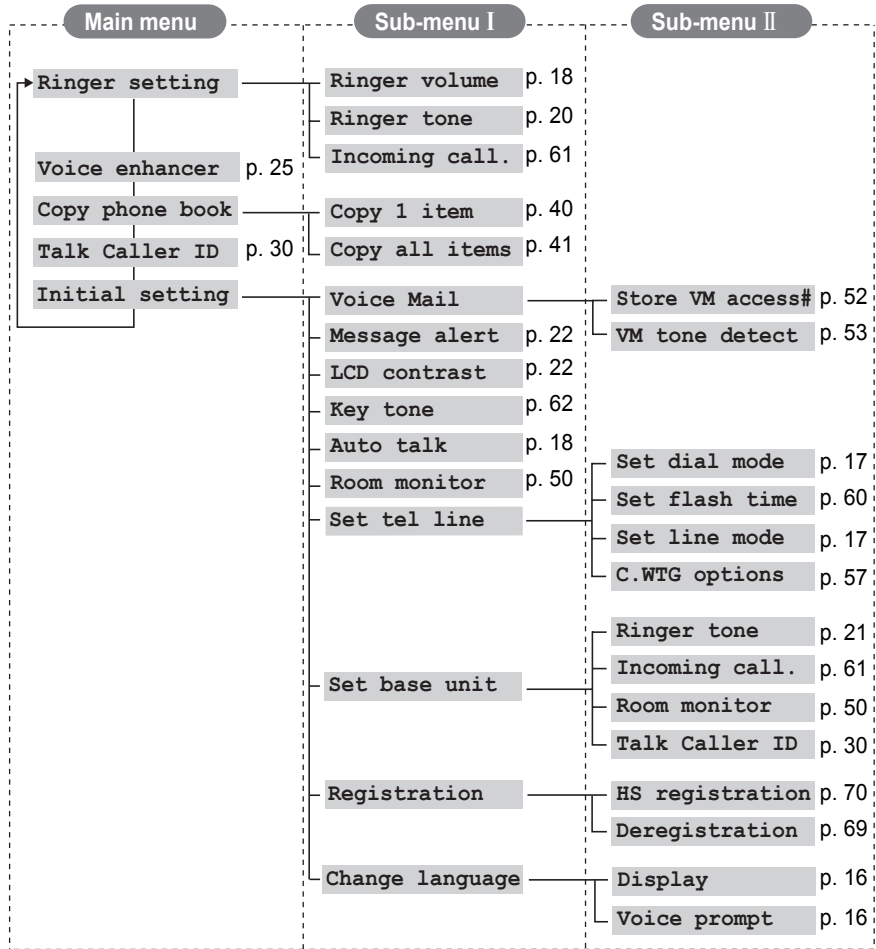 Main menu Sub-menu Ⅰ Sub-menu Ⅱ
Ringer setting Ringer volume p. 18
Ringer tone p. 20
Incoming call. p. 61
Voice enhancer p. 25
Copy phone book Copy 1 item p. 40
Talk Caller ID p. 30 Copy all items p. 41
Initial setting Voice Mail Store VM access# p. 52
Message alert p. 22 VM tone detect p. 53
LCD contrast p. 22
Key tone p. 62
Auto talk p. 18
Set dial mode p. 17
Room monitor p. 50
Set flash time p. 60
Set tel line
Set line mode p. 17
C.WTG options p. 57
Ringer tone p. 21
Incoming call. p. 61
Set base unit
Room monitor p. 50
Talk Caller ID p. 30
Registration HS registration p. 70
Deregistration p. 69
Change language Display p. 16
Voice prompt p. 16